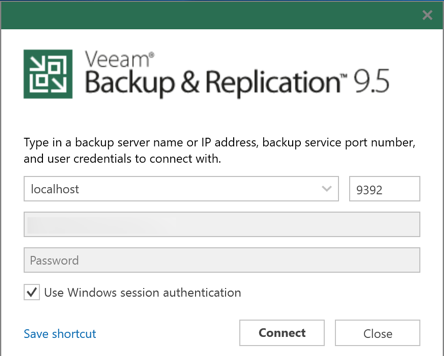 Veeam®
Backup & Replication™ 9.5
Type in a backup server name or IP address, backup service port number,
and user credentials to connect with.
localhost 9392
Password
Use Windows session authentication
Save shortcut Connect Close